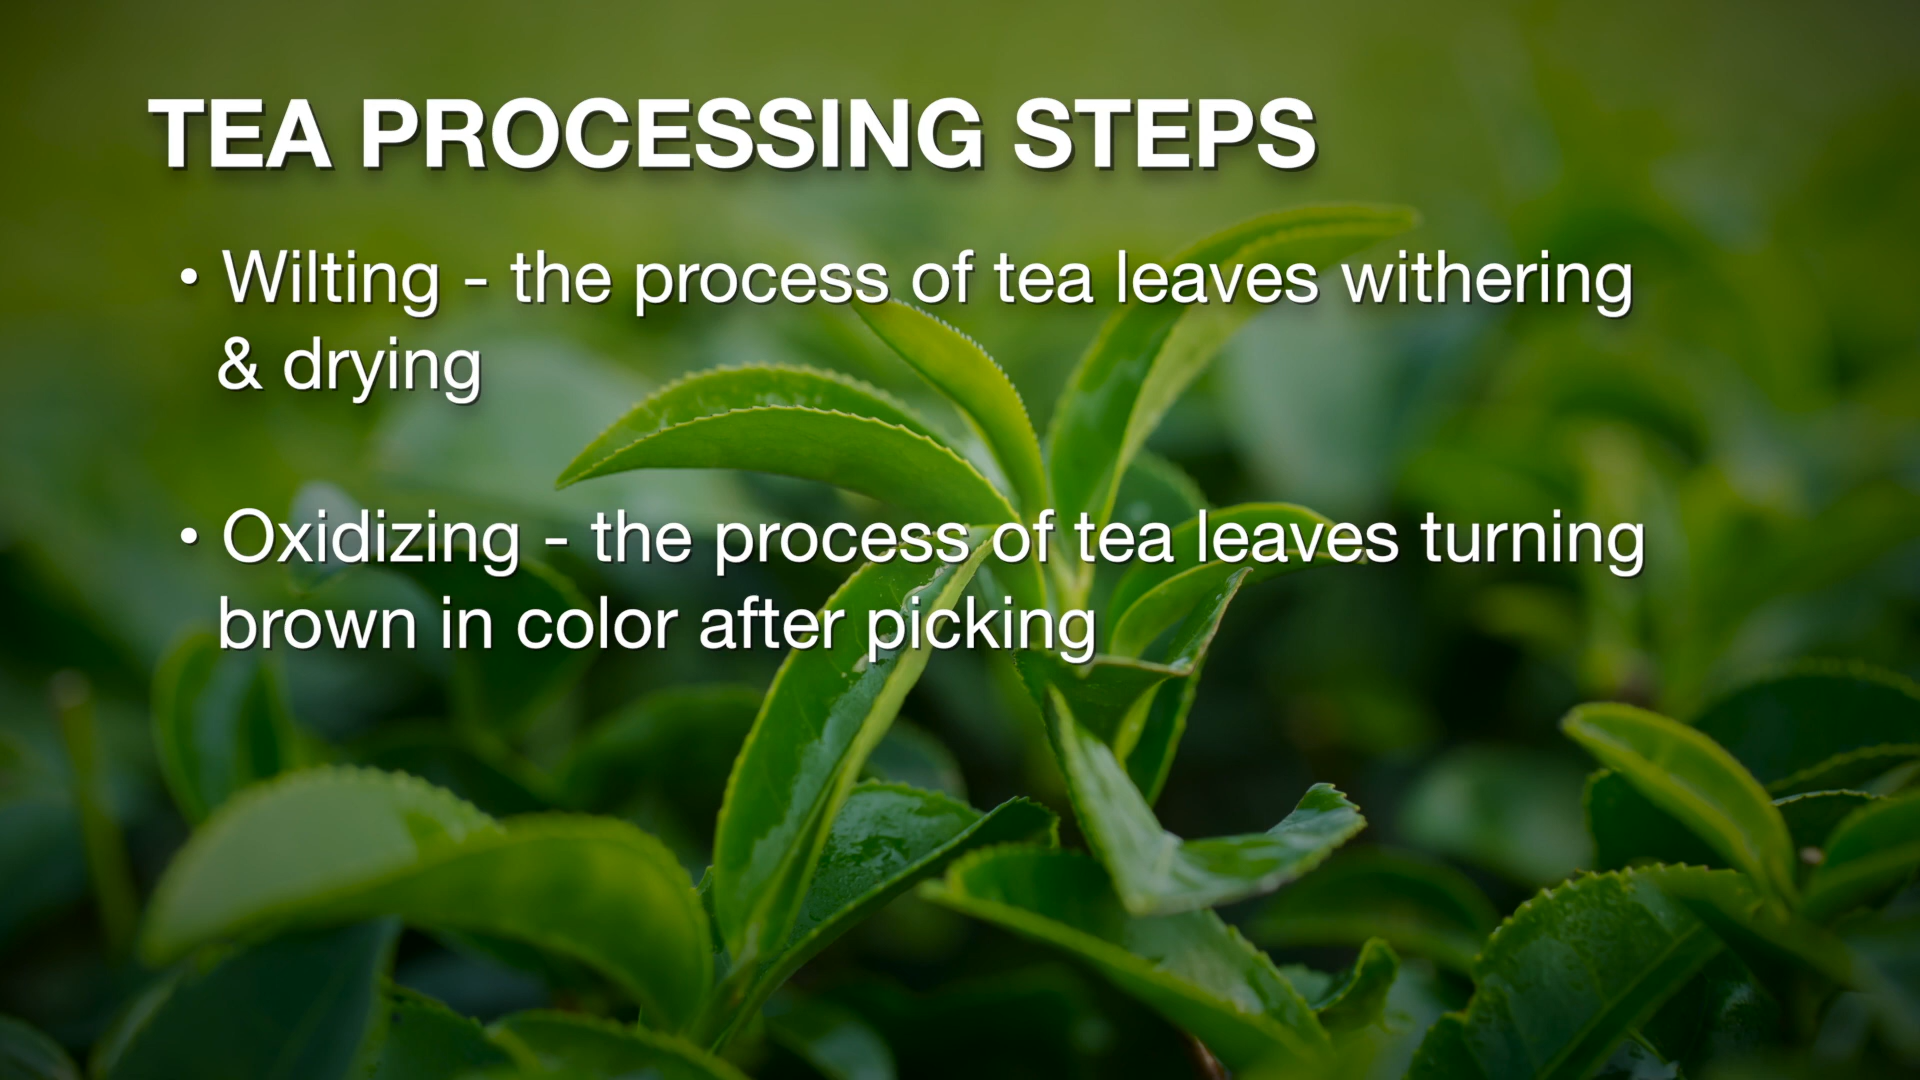 TEA PROCESSING STEPS
• Wilting - the process of tea leaves withering
& drying
• Oxidizing - the process of tea leaves turning
brown in color after picking